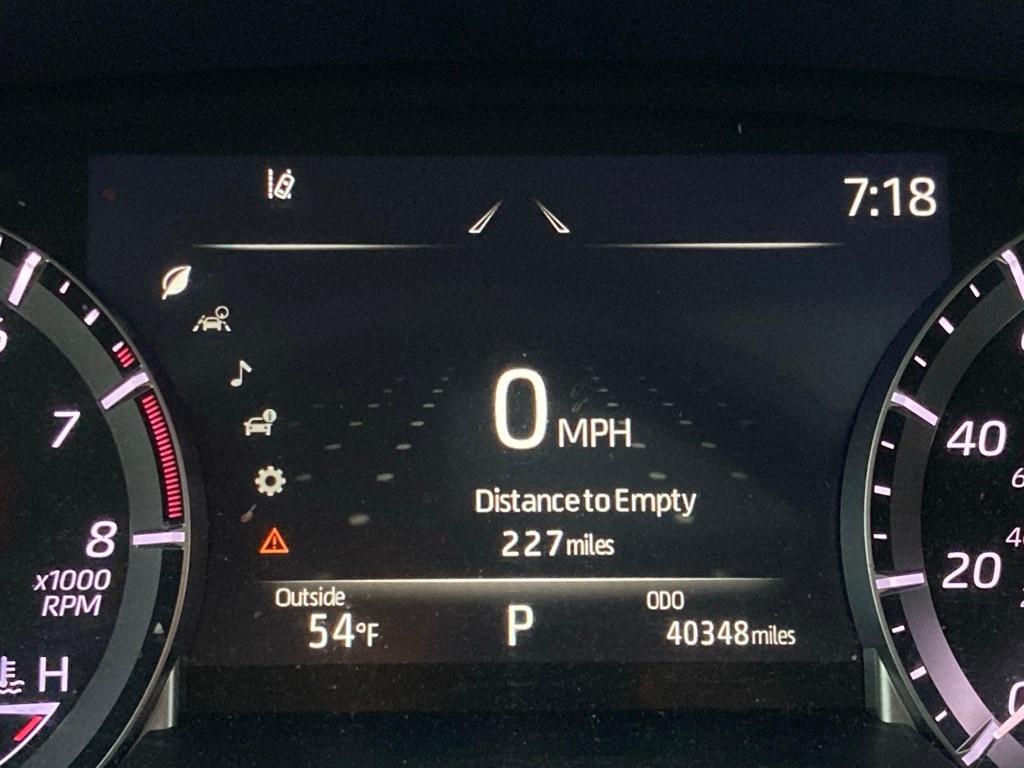 7:18
7
8
x1000
RPM
H
0 MPH
Distance to Empty
227 miles
Outside
54°F
P
ODO
40348 miles
40
20